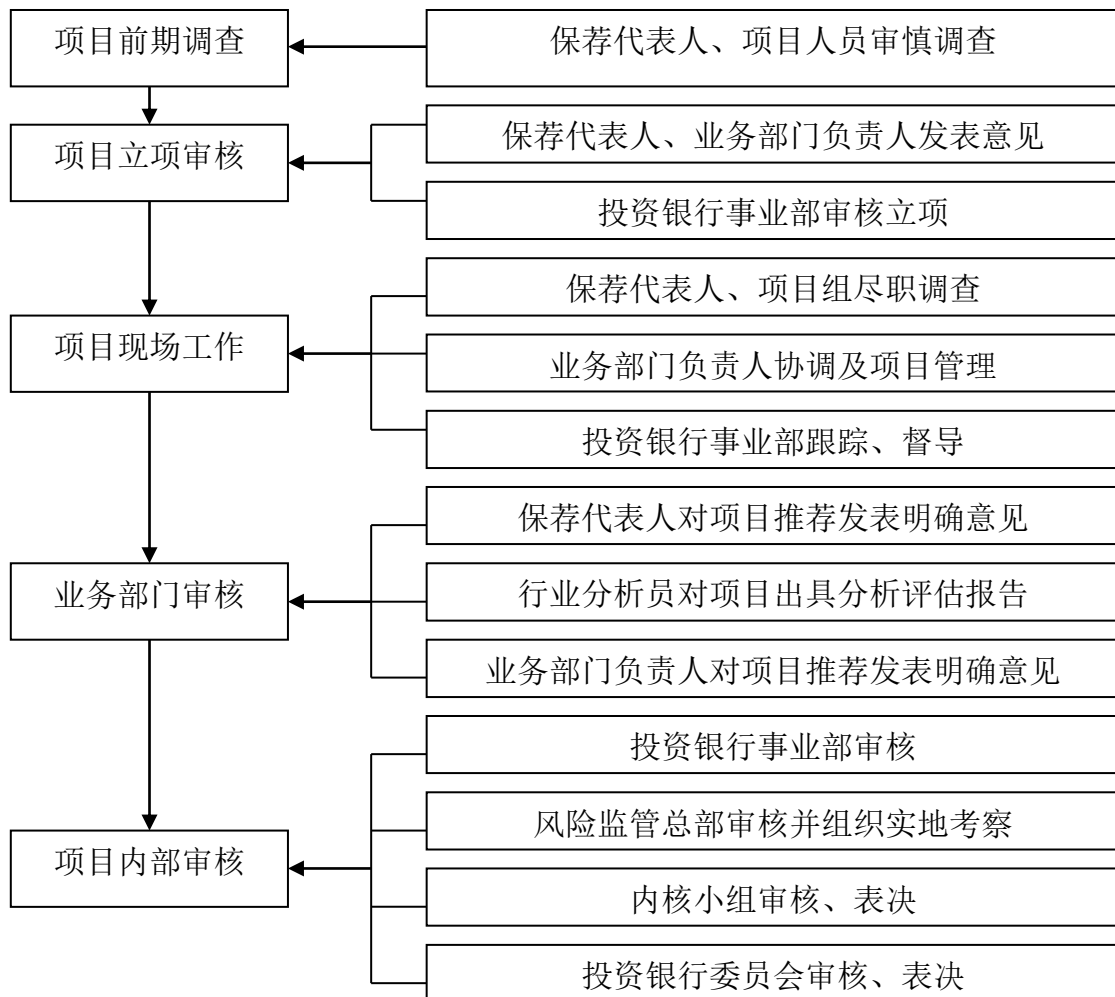 项目前期调查
保荐代表人、项目人员审慎调查
项目立项审核
保荐代表人、业务部门负责人发表意见
投资银行事业部审核立项
项目现场工作
保荐代表人、项目组尽职调查
业务部门负责人协调及项目管理
投资银行事业部跟踪、督导
业务部门审核
保荐代表人对项目推荐发表明确意见
行业分析员对项目出具分析评估报告
业务部门负责人对项目推荐发表明确意见
项目内部审核
投资银行事业部审核
风险监管总部审核并组织实地考察
内核小组审核、表决
投资银行委员会审核、表决